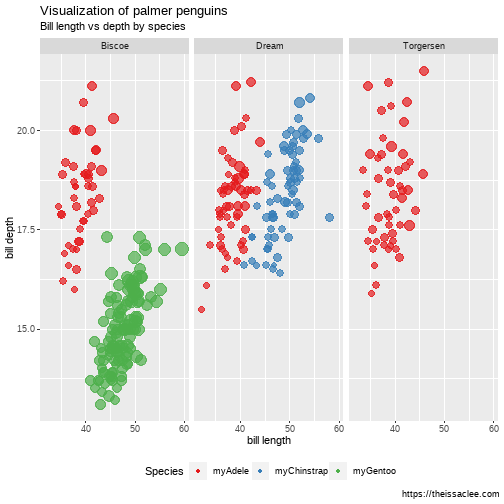 Visualization of palmer penguins
Bill length vs depth by species
Biscoe Dream Torgersen
20.0
17.5
15.0
bill depth
40 50 60 40 50 60 40 50 60
bill length
Species myAdele myChinstrap myGentoo
https://theissaclee.com